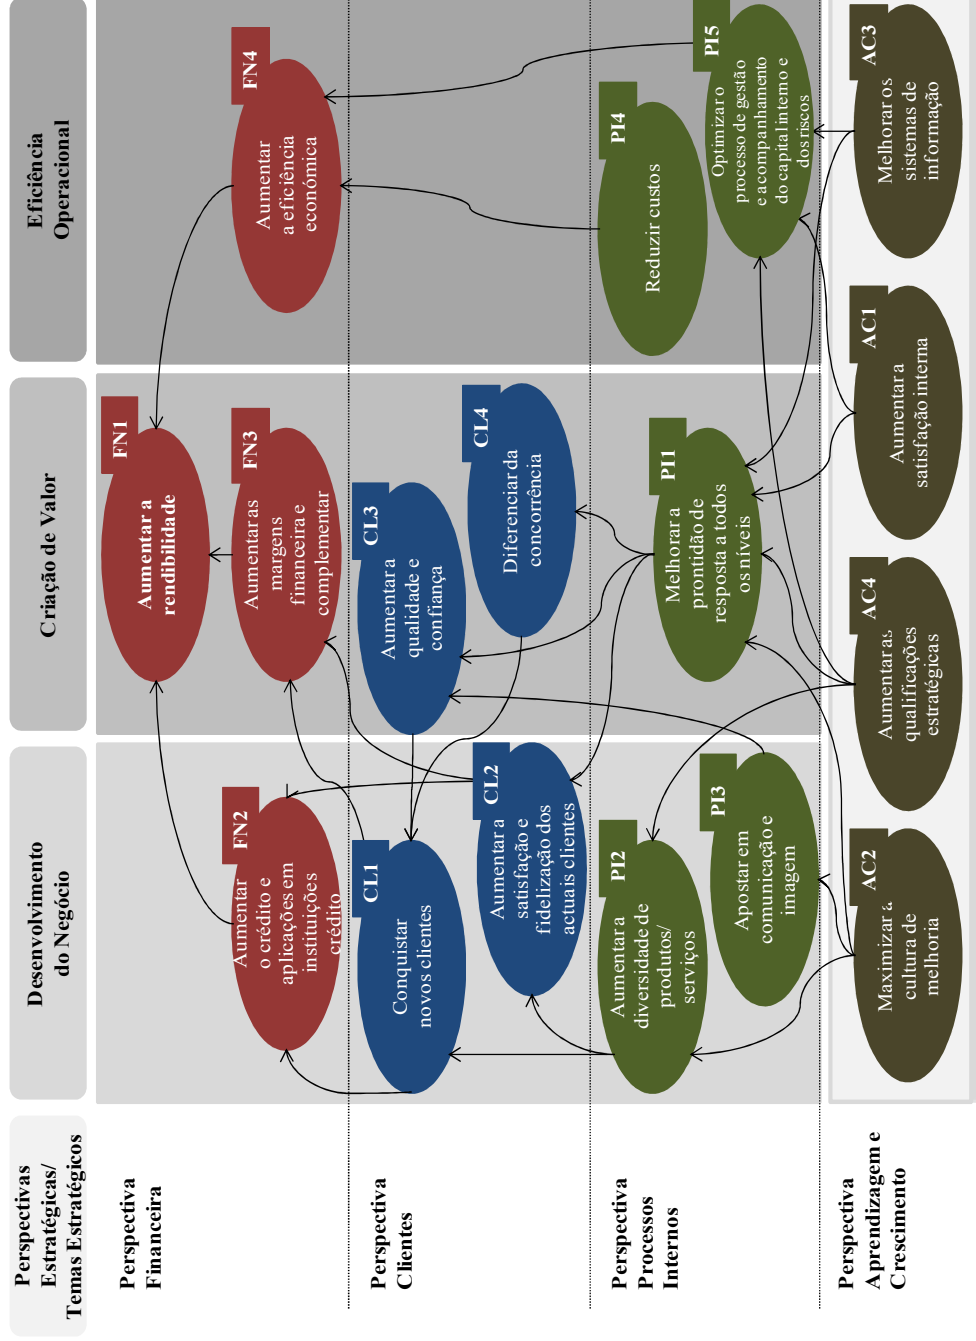 Perspectivas
Estratégicas/
Temas Estratégicos
Desenvolvimento
do Negócio
Criação de Valor
Eficiência
Operacional
Perspectiva
Financeira
FN1
Aumentar a
rendibilidade
FN2
Aumentar
o crédito e
aplicações em
instituições
crédito
FN3
Aumentar as
margens
financeira e
complementar
FN4
Aumentar
a eficiência
económica
Perspectiva
Clientes
CL1
Conquistar
novos clientes
CL3
Aumentar a
qualidade e
confiança
CL2
Aumentar a
satisfação e
fidelização dos
actuais clientes
CL4
Diferenciar da
concorrência
Perspectiva
Processos
Internos
PI2
Aumentar a
diversidade de
produtos/
serviços
PI3
Apostar em
comunicação e
imagem
PI1
Melhorar a
prontidão de
resposta a todos
os níveis
PI4
Reduzir custos
PI5
Optimizar o
processo de gestão
e acompanhamento
do capital interno e
dos riscos
Perspectiva
Aprendizagem e
Crescimento
AC2
Maximizar a
cultura de
melhoria
AC4
Aumentar as
qualificações
estratégicas
AC1
Aumentar a
satisfação interna
AC3
Melhorar os
sistemas de
informação